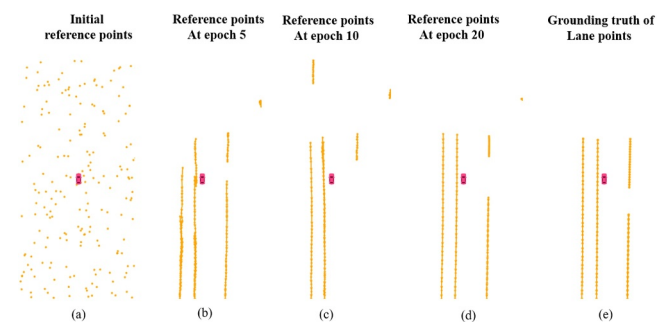 Initial
reference points
Reference points
At epoch 5
Reference points
At epoch 10
Reference points
At epoch 20
Grounding truth of
Lane points
(a)
(b)
(c)
(d)
(e)